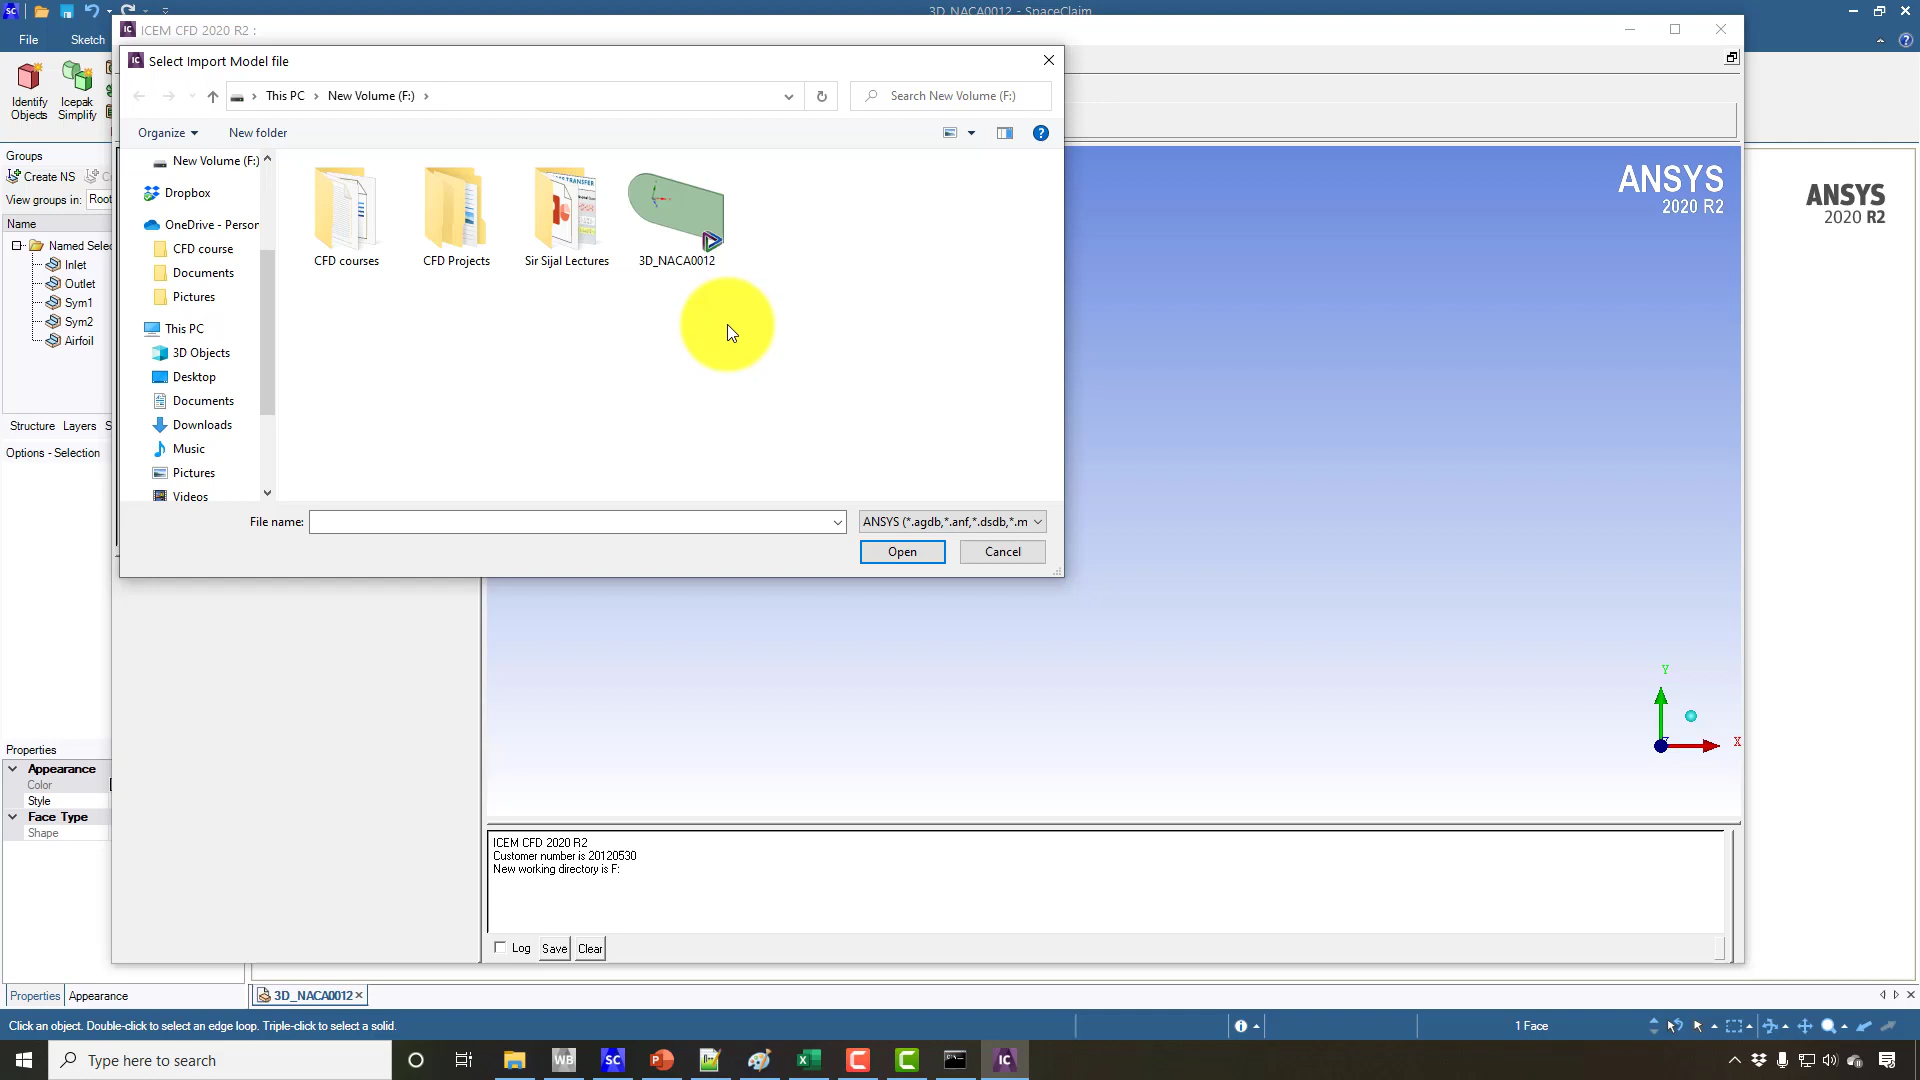 3D_NACA0012 - SpaceClaim
File
Sketch
Identify
Objects
Icepak
Simplify
Groups
Create NS
View groups in:
Root
Name
Named Selec
Inlet
Outlet
Sym1
Sym2
Airfoil
Structure
Layers
S
Options - Selection
Properties
Appearance
Color
Style
Face Type
Shape
Properties
Appearance
ICEM CFD 2020 R2 :
Select Import Model file
This PC
New Volume (F:)
Search New Volume (F:)
Organize
New folder
New Volume (F:)
Dropbox
OneDrive - Person
CFD course
Documents
Pictures
This PC
3D Objects
Desktop
Documents
Downloads
Music
Pictures
Videos
CFD courses
CFD Projects
Sir Sijal Lectures
3D_NACA0012
File name:
ANSYS (*.agdb,*.anf,*.dsdb,*.m
Open
Cancel
ANSYS
2020 R2
ANSYS
2020 R2
Y
X
ICEM CFD 2020 R2
Customer number is 20120530
New working directory is F:
Log
Save
Clear
3D_NACA0012
Click an object. Double-click to select an edge loop. Triple-click to select a solid.
1 Face
Type here to search
WB
SC
IC